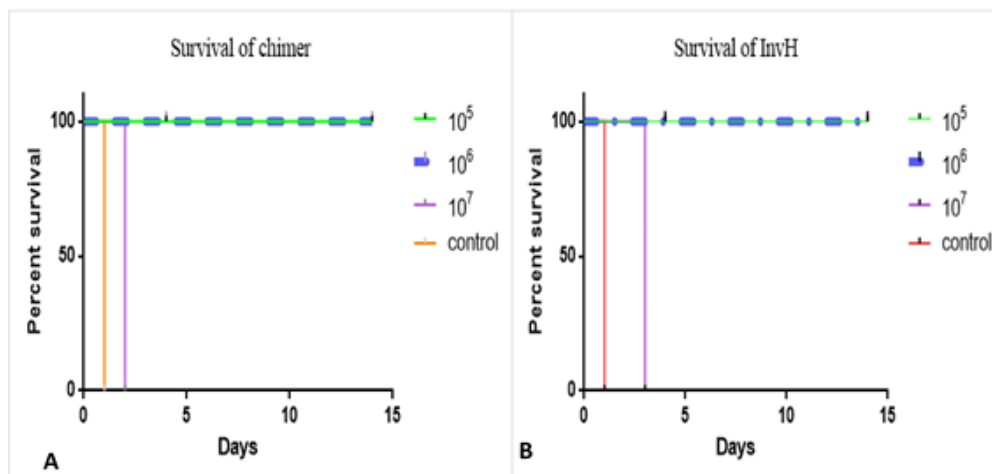 Survival of chimer
Percent survival
100
50
0
0 5 10 15
Days
10⁵
10⁶
10⁷
control
A
Survival of InvH
Percent survival
100
50
0
0 5 10 15
Days
10⁵
10⁶
10⁷
control
B